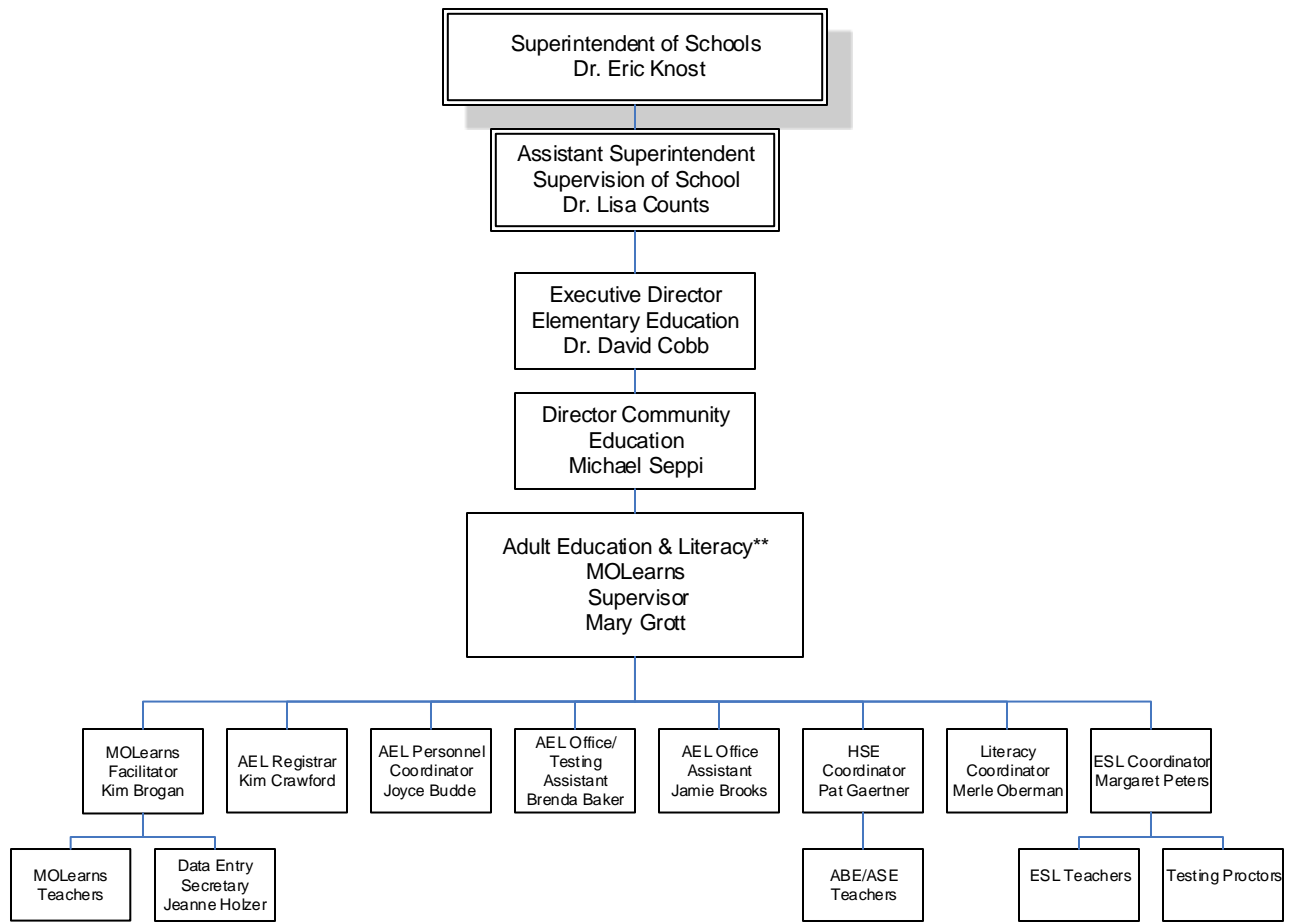 Superintendent of Schools
Dr. Eric Knost
Assistant Superintendent
Supervision of School
Dr. Lisa Counts
Executive Director
Elementary Education
Dr. David Cobb
Director Community
Education
Michael Seppi
Adult Education & Literacy**
MOLearns
Supervisor
Mary Grott
MOLearns
Facilitator
Kim Brogan
AEL Registrar
Kim Crawford
AEL Personnel
Coordinator
Joyce Budde
AEL Office/
Testing
Assistant
Brenda Baker
AEL Office
Assistant
Jamie Brooks
HSE
Coordinator
Pat Gaertner
Literacy
Coordinator
Merle Oberman
ESL Coordinator
Margaret Peters
MOLearns
Teachers
Data Entry
Secretary
Jeanne Holzer
ABE/ASE
Teachers
ESL Teachers
Testing Proctors